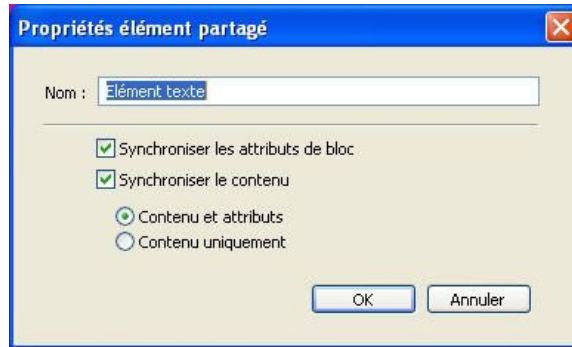 Propriétés élément partagé
Nom : Elément texte
Synchroniser les attributs de bloc
Synchroniser le contenu
Contenu et attributs
Contenu uniquement
OK Annuler